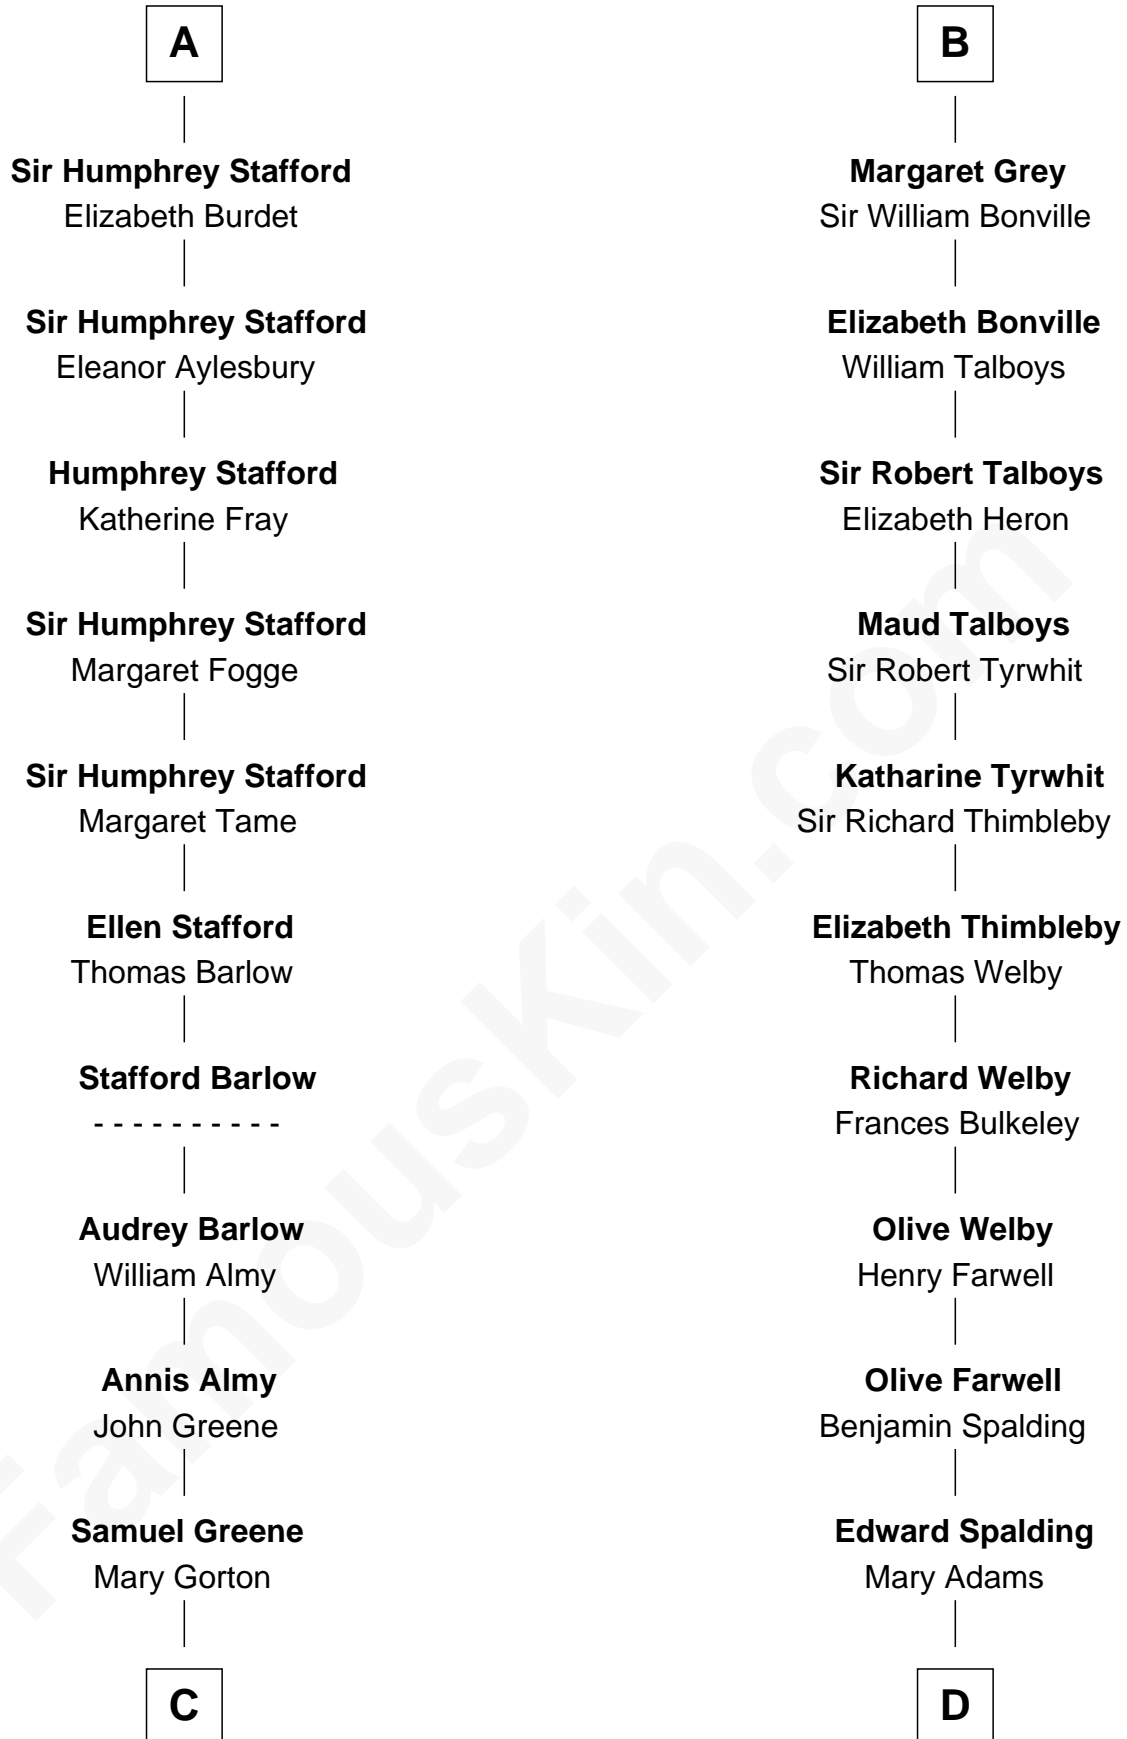 A
Sir Humphrey Stafford
Elizabeth Burdet
Sir Humphrey Stafford
Eleanor Aylesbury
Humphrey Stafford
Katherine Fray
Sir Humphrey Stafford
Margaret Fogge
Sir Humphrey Stafford
Margaret Tame
Ellen Stafford
Thomas Barlow
Stafford Barlow
- - - - - - - - - -
Audrey Barlow
William Almy
Annis Almy
John Greene
Samuel Greene
Mary Gorton
C
B
Margaret Grey
Sir William Bonville
Elizabeth Bonville
William Talboys
Sir Robert Talboys
Elizabeth Heron
Maud Talboys
Sir Robert Tyrwhit
Katharine Tyrwhit
Sir Richard Thimbleby
Elizabeth Thimbleby
Thomas Welby
Richard Welby
Frances Bulkeley
Olive Welby
Henry Farwell
Olive Farwell
Benjamin Spalding
Edward Spalding
Mary Adams
D
FamousKin.com